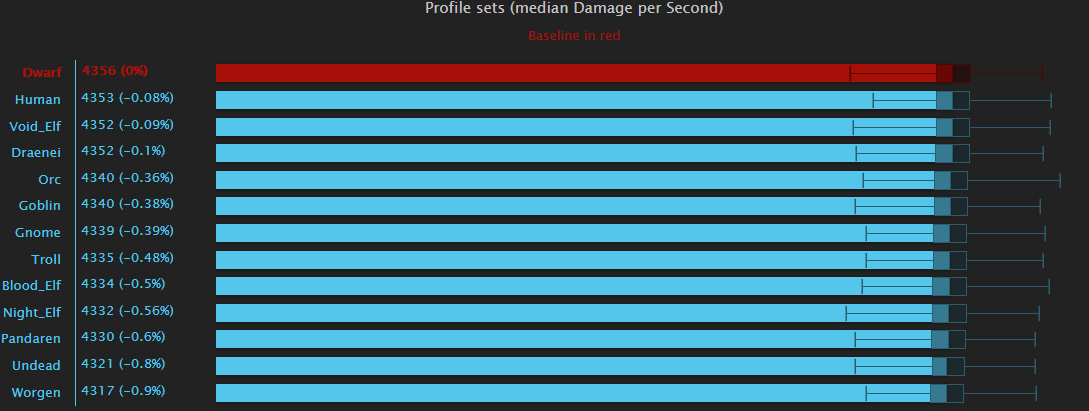 Profile sets (median Damage per Second)
Baseline in red
Dwarf 4356 (0%)
Human 4353 (-0.08%)
Void_Elf 4352 (-0.09%)
Draenei 4352 (-0.1%)
Orc 4340 (-0.36%)
Goblin 4340 (-0.38%)
Gnome 4339 (-0.39%)
Troll 4335 (-0.48%)
Blood_Elf 4334 (-0.5%)
Night_Elf 4332 (-0.56%)
Pandaren 4330 (-0.6%)
Undead 4321 (-0.8%)
Worgen 4317 (-0.9%)